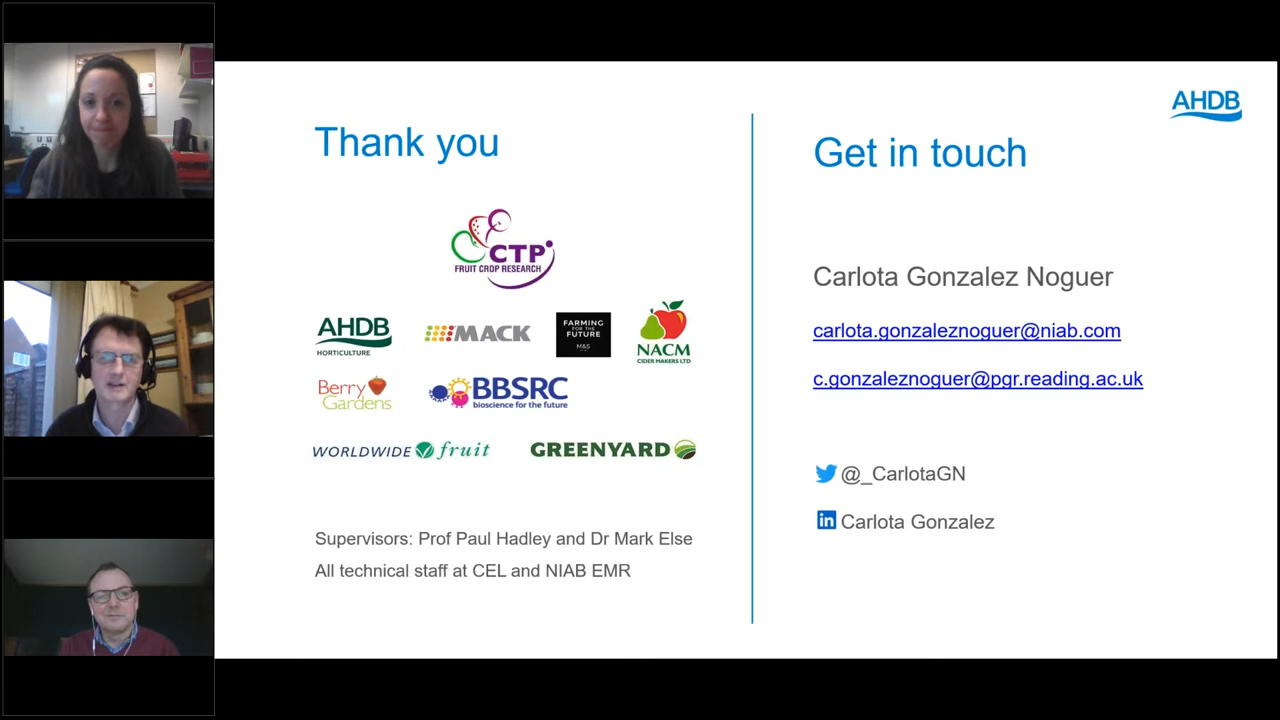 AHDB
Thank you
CTP
FRUIT CROP RESEARCH
AHDB
HORTICULTURE
MACK
FARMING
FOR THE
FUTURE
M&S
NACM
CIDER MAKERS LTD
Berry
Gardens
BBSRC
bioscience for the future
WORLDWIDE fruit
GREENYARD
Supervisors: Prof Paul Hadley and Dr Mark Else
All technical staff at CEL and NIAB EMR
Get in touch
Carlota Gonzalez Noguer
carlota.gonzaleznoguer@niab.com
c.gonzaleznoguer@pgr.reading.ac.uk
@_CarlotaGN
in Carlota Gonzalez